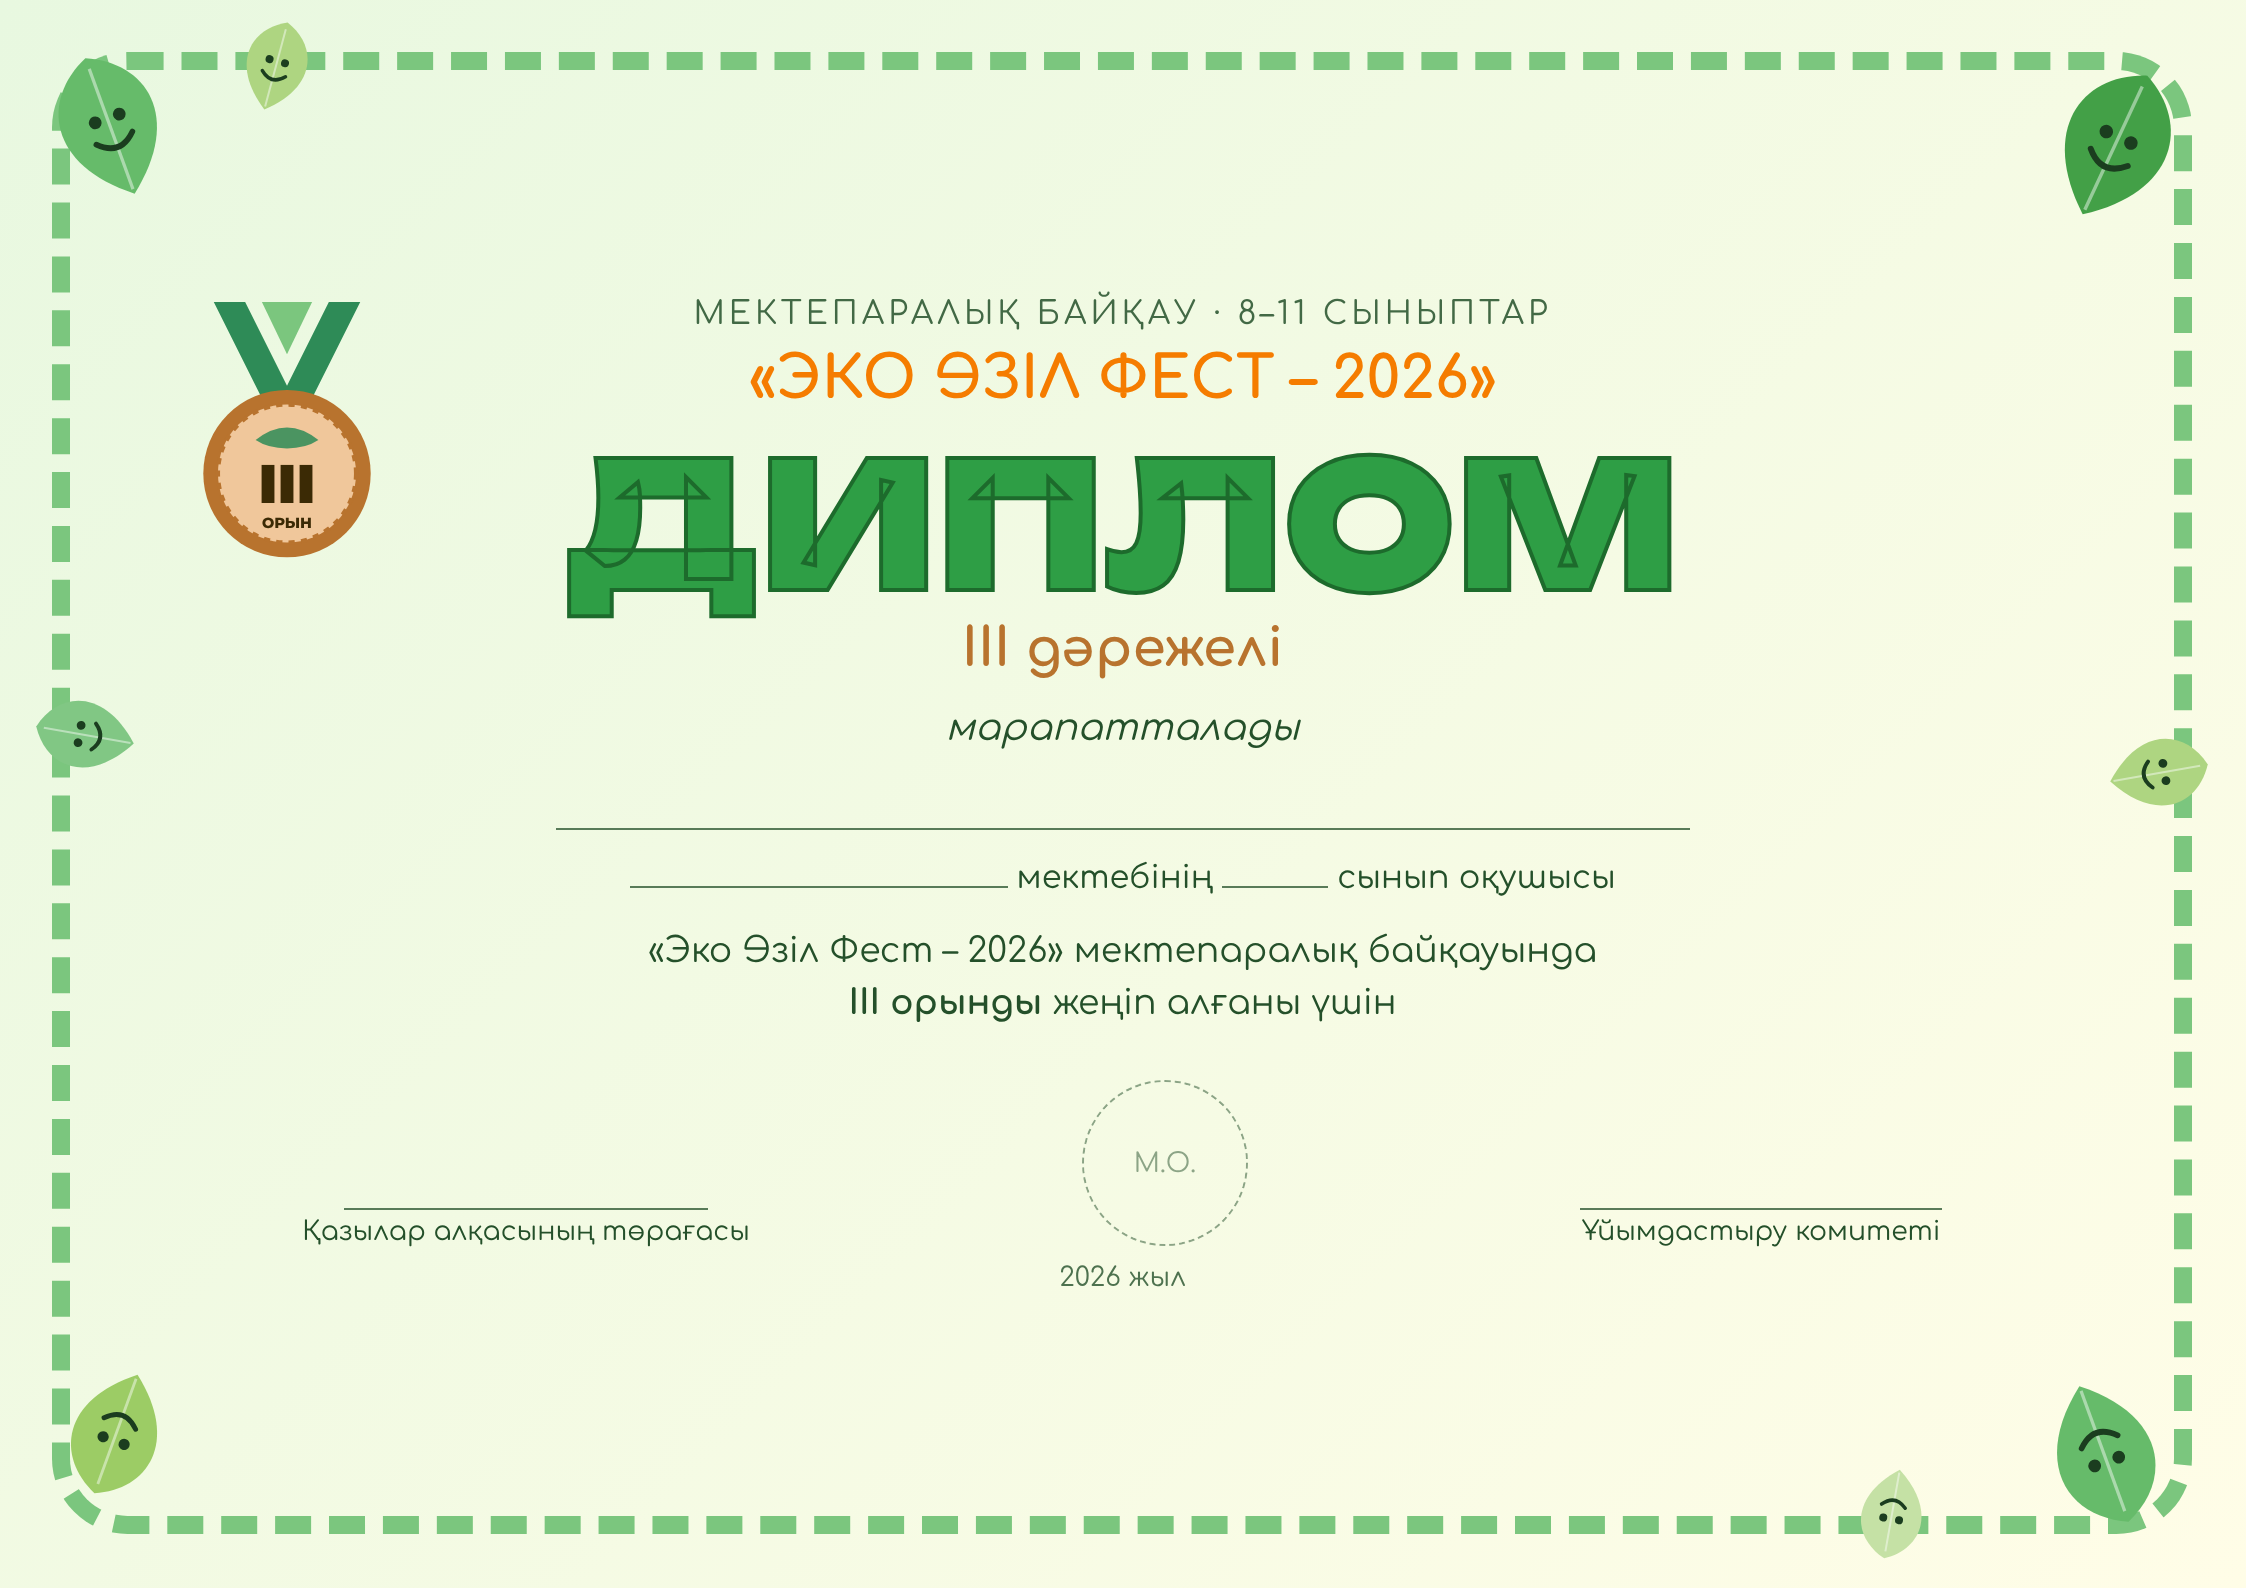 МЕКТЕПАРАЛЫҚ БАЙҚАУ · 8–11 СЫНЫПТАР
«ЭКО ӘЗІЛ ФЕСТ – 2026»
III
ОРЫН
ДИПЛОМ
III дәрежелі
марапатталады
мектебінің сынып оқушысы
«Эко Әзіл Фест – 2026» мектепаралық байқауында
III орынды жеңіп алғаны үшін
М.О.
Қазылар алқасының төрағасы
Ұйымдастыру комитеті
2026 жыл